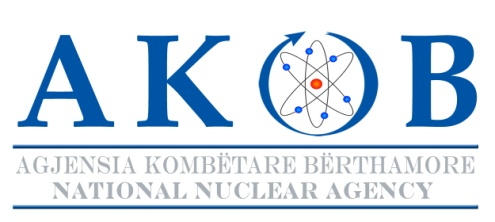 AKOB
AGJENSIA KOMBËTARE BËRTHAMORE
NATIONAL NUCLEAR AGENCY